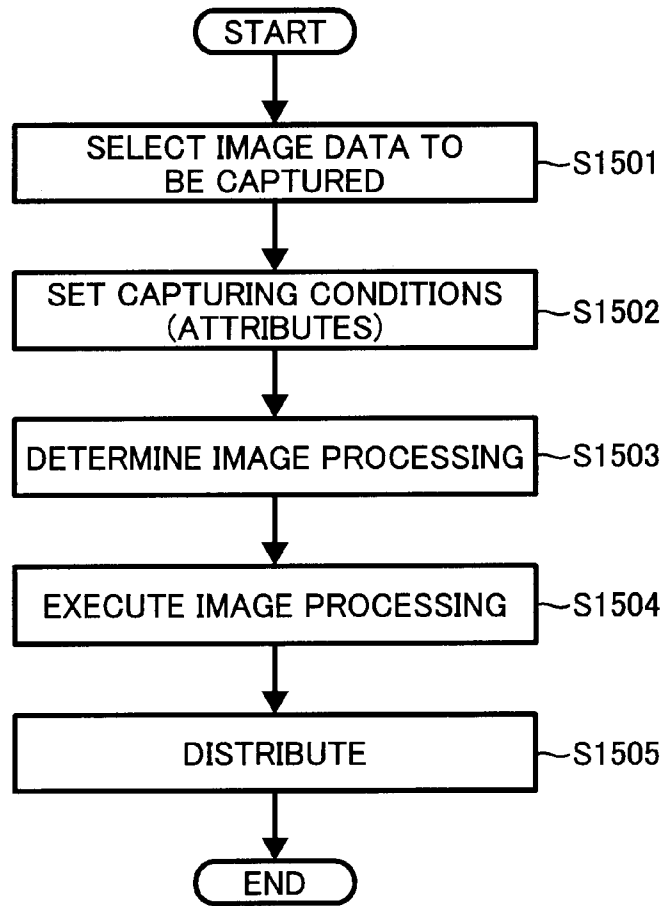 START
SELECT IMAGE DATA TO
BE CAPTURED
S1501
SET CAPTURING CONDITIONS
(ATTRIBUTES)
S1502
DETERMINE IMAGE PROCESSING
S1503
EXECUTE IMAGE PROCESSING
S1504
DISTRIBUTE
S1505
END